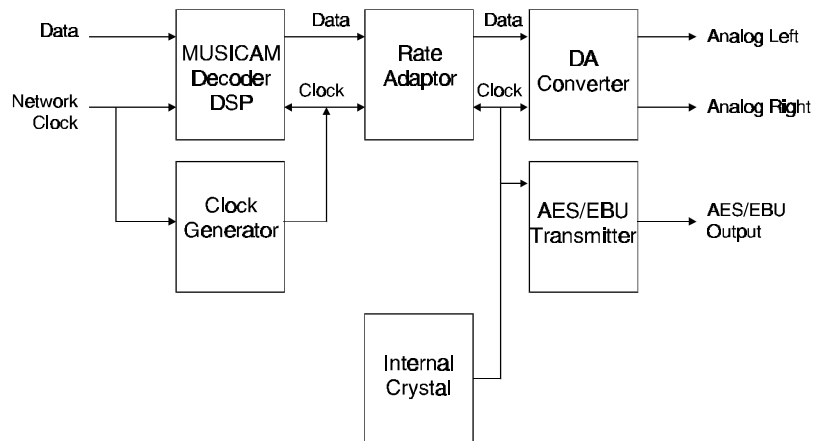 Data
Network
Clock
MUSICAM
Decoder
DSP
Clock
Generator
Data
Clock
Rate
Adaptor
Data
Clock
DA
Converter
AES/EBU
Transmitter
Internal
Crystal
Analog Left
Analog Right
AES/EBU
Output